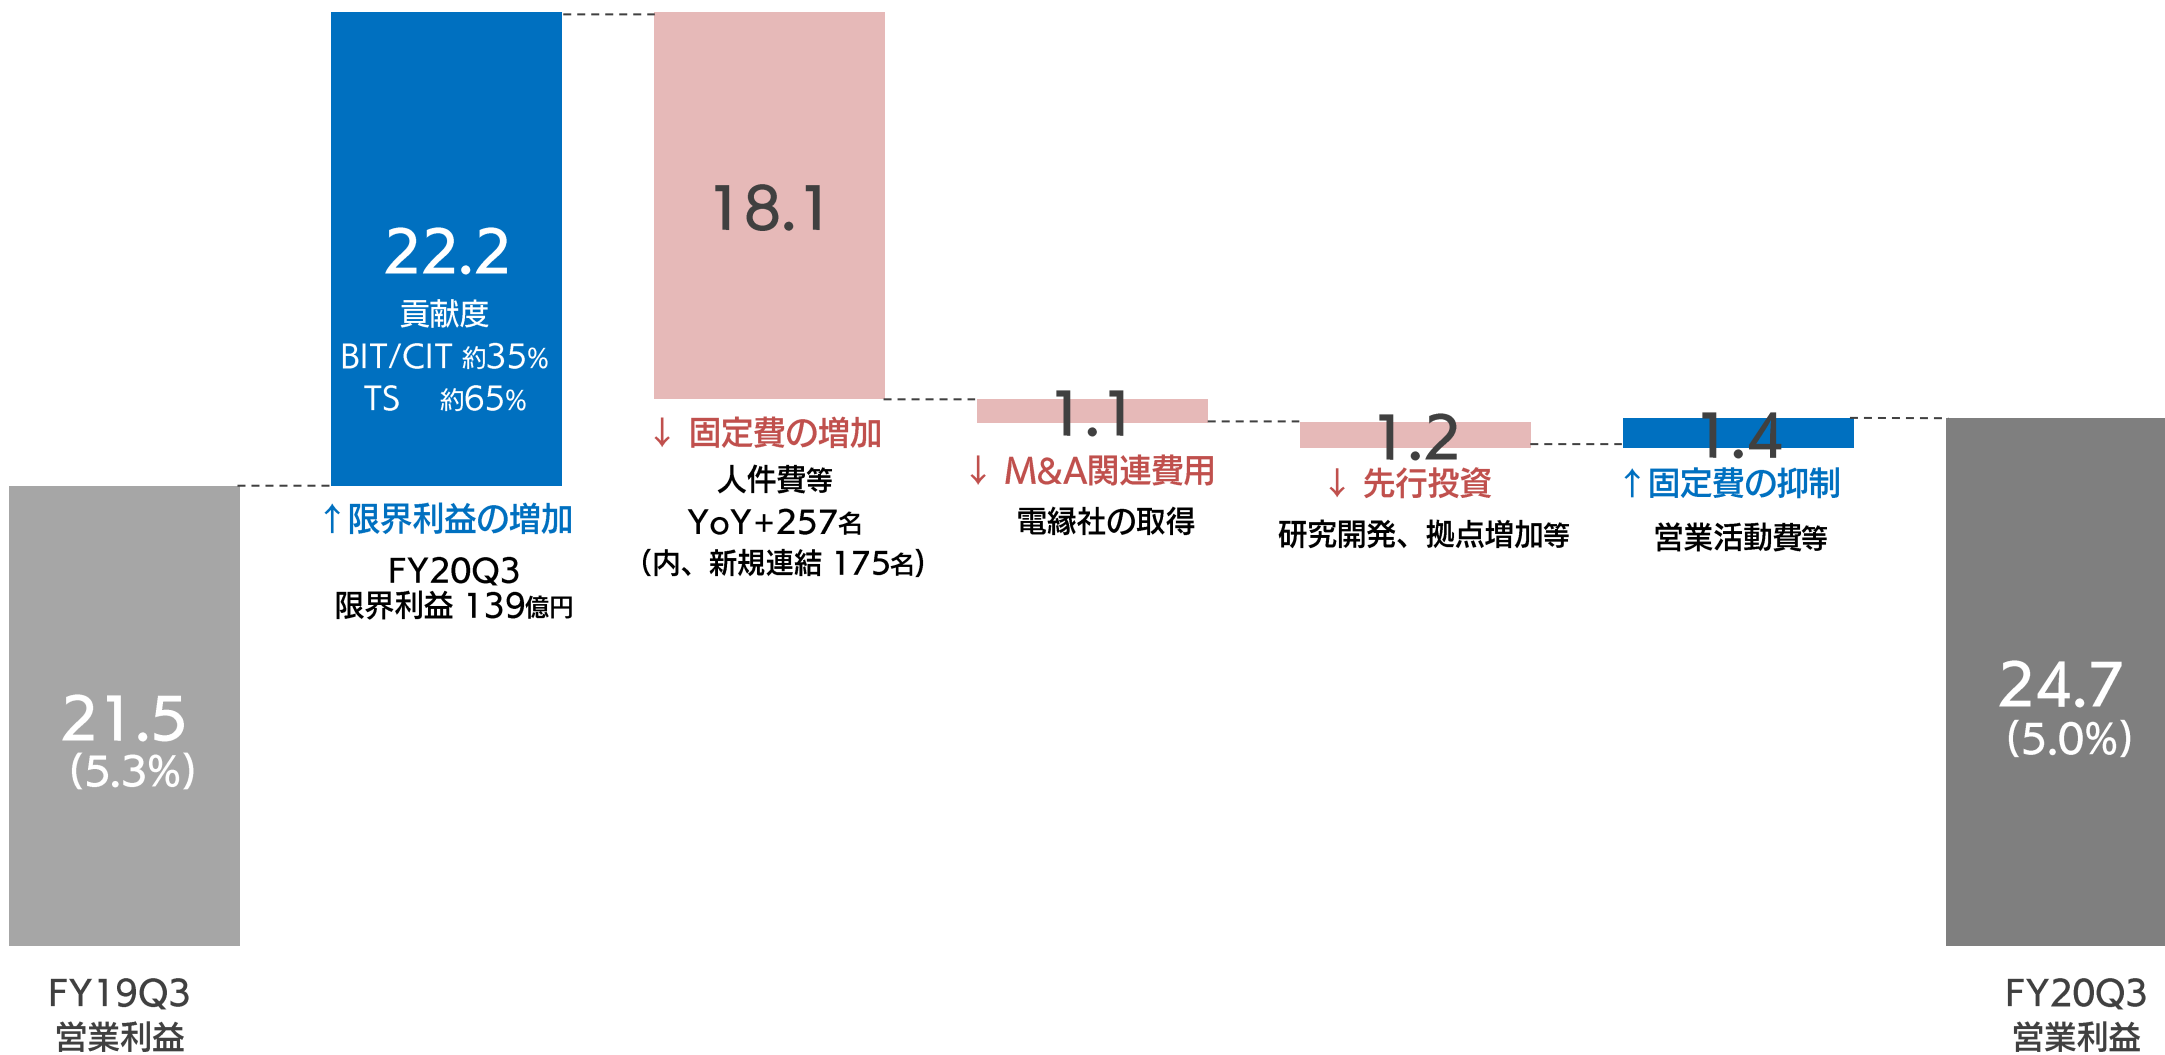 21.5
(5.3%)
FY19Q3
営業利益
22.2
貢献度
BIT/CIT 約35%
TS 約65%
↑限界利益の増加
FY20Q3
限界利益 139億円
18.1
↓ 固定費の増加
人件費等
YoY+257名
(内、新規連結 175名)
1.1
↓ M&A関連費用
電縁社の取得
1.2
↓ 先行投資
研究開発、拠点増加等
1.4
↑固定費の抑制
営業活動費等
24.7
(5.0%)
FY20Q3
営業利益